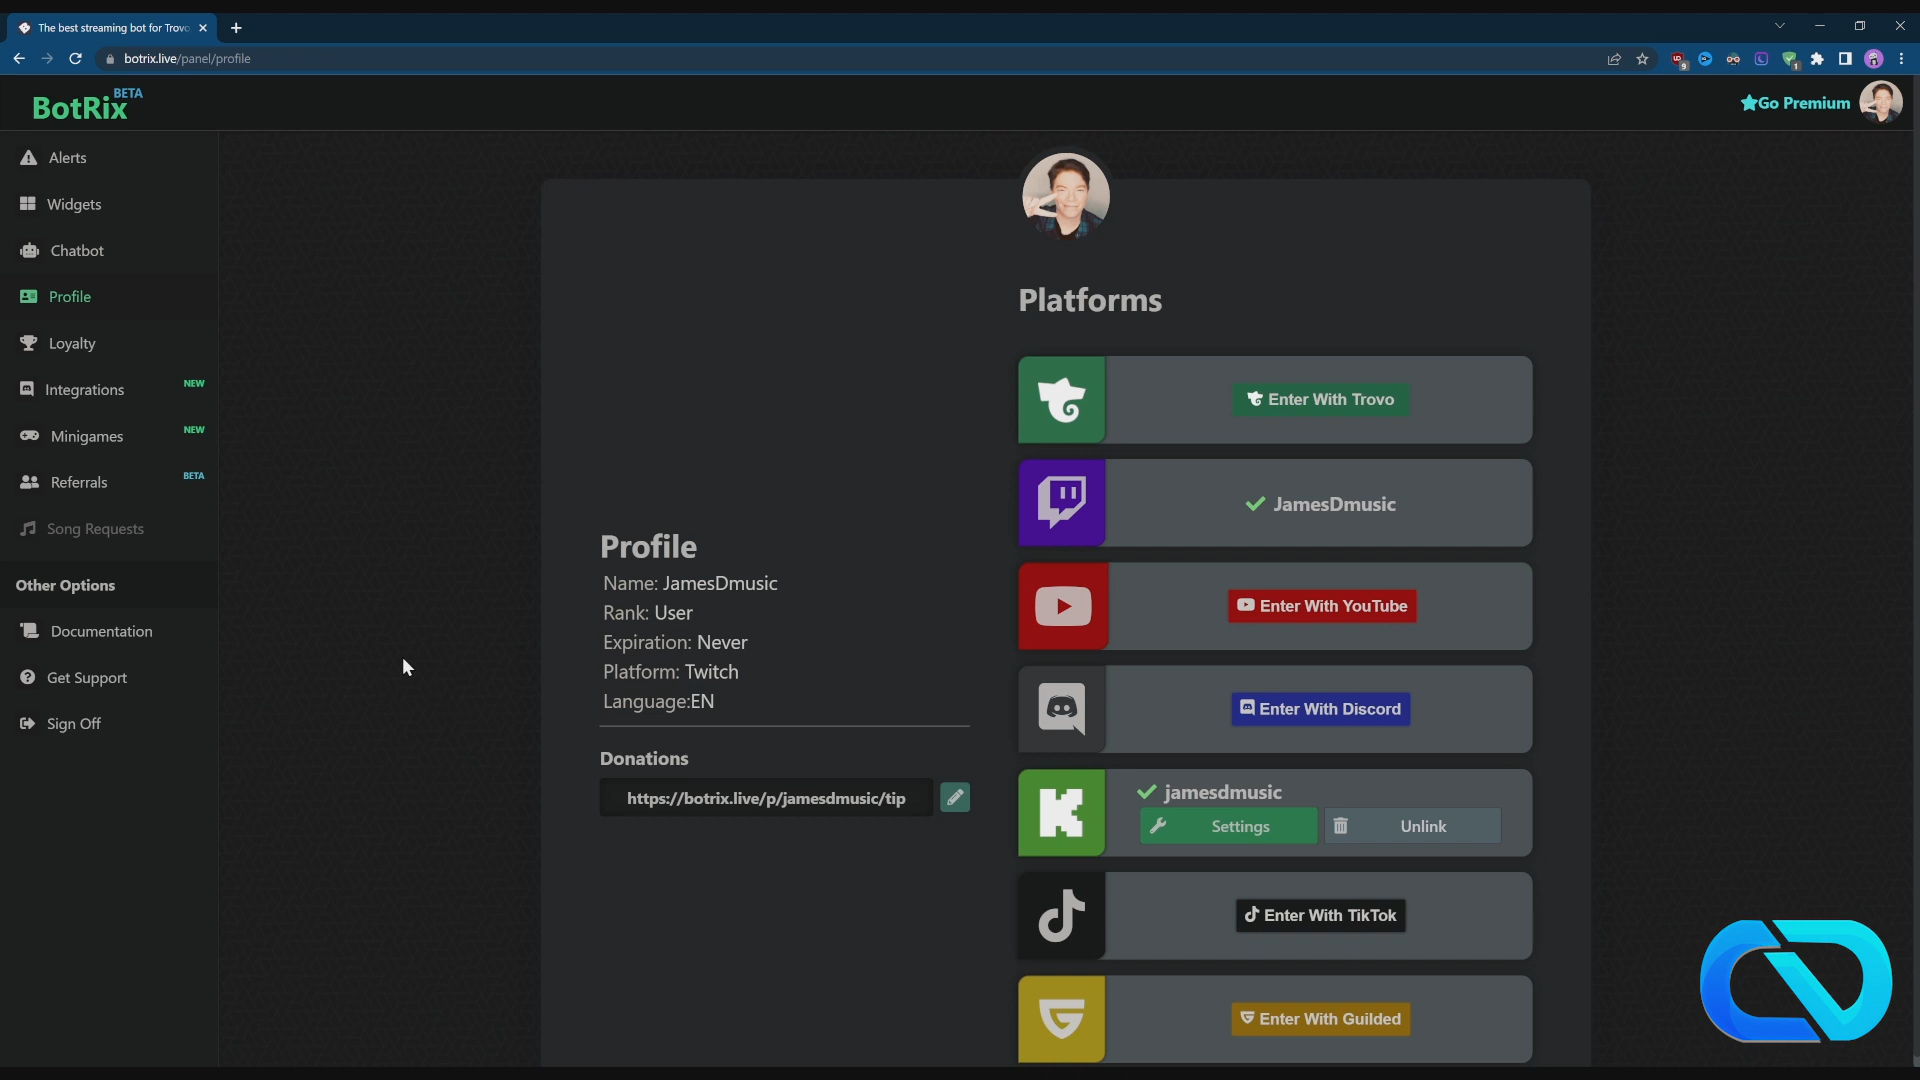 The best streaming bot for Trovo
botrix.live/panel/profile
9
1
BotRix BETA
Go Premium
Alerts
Widgets
Chatbot
Profile
Loyalty
Integrations NEW
Minigames NEW
Referrals BETA
Song Requests
Other Options
Documentation
Get Support
Sign Off
Profile
Name: JamesDmusic
Rank: User
Expiration: Never
Platform: Twitch
Language:EN
Donations
https://botrix.live/p/jamesdmusic/tip
Platforms
Enter With Trovo
JamesDmusic
Enter With YouTube
Enter With Discord
jamesdmusic
Settings Unlink
Enter With TikTok
Enter With Guilded